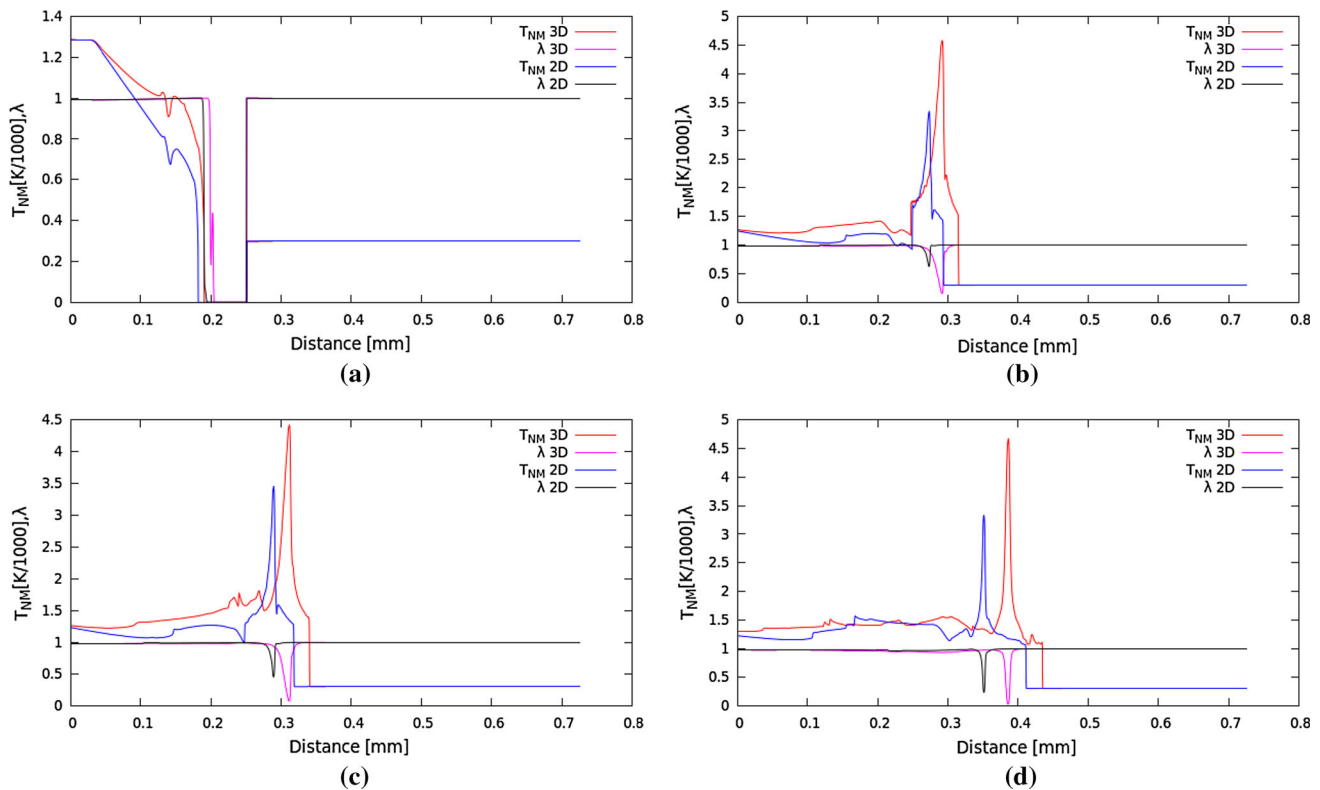 1.4
1.2
1
0.8
0.6
0.4
0.2
0
T_NM[K/1000],λ
T_NM 3D
λ 3D
T_NM 2D
λ 2D
0 0.1 0.2 0.3 0.4 0.5 0.6 0.7 0.8
Distance [mm]
(a)
5
4.5
4
3.5
3
2.5
2
1.5
1
0.5
0
T_NM[K/1000],λ
T_NM 3D
λ 3D
T_NM 2D
λ 2D
0 0.1 0.2 0.3 0.4 0.5 0.6 0.7 0.8
Distance [mm]
(b)
4.5
4
3.5
3
2.5
2
1.5
1
0.5
0
T_NM[K/1000],λ
T_NM 3D
λ 3D
T_NM 2D
λ 2D
0 0.1 0.2 0.3 0.4 0.5 0.6 0.7 0.8
Distance [mm]
(c)
5
4.5
4
3.5
3
2.5
2
1.5
1
0.5
0
T_NM[K/1000],λ
T_NM 3D
λ 3D
T_NM 2D
λ 2D
0 0.1 0.2 0.3 0.4 0.5 0.6 0.7 0.8
Distance [mm]
(d)